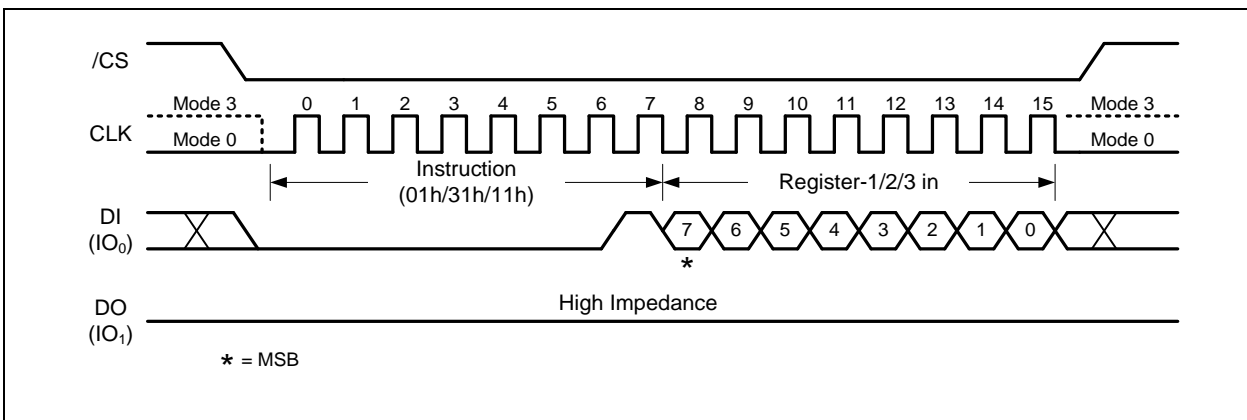 /CS
Mode 3 0 1 2 3 4 5 6 7 8 9 10 11 12 13 14 15 Mode 3
CLK Mode 0 Mode 0
Instruction
(01h/31h/11h)
Register-1/2/3 in
DI
(IO₀)
7 6 5 4 3 2 1 0
*
High Impedance
DO
(IO₁)
* = MSB